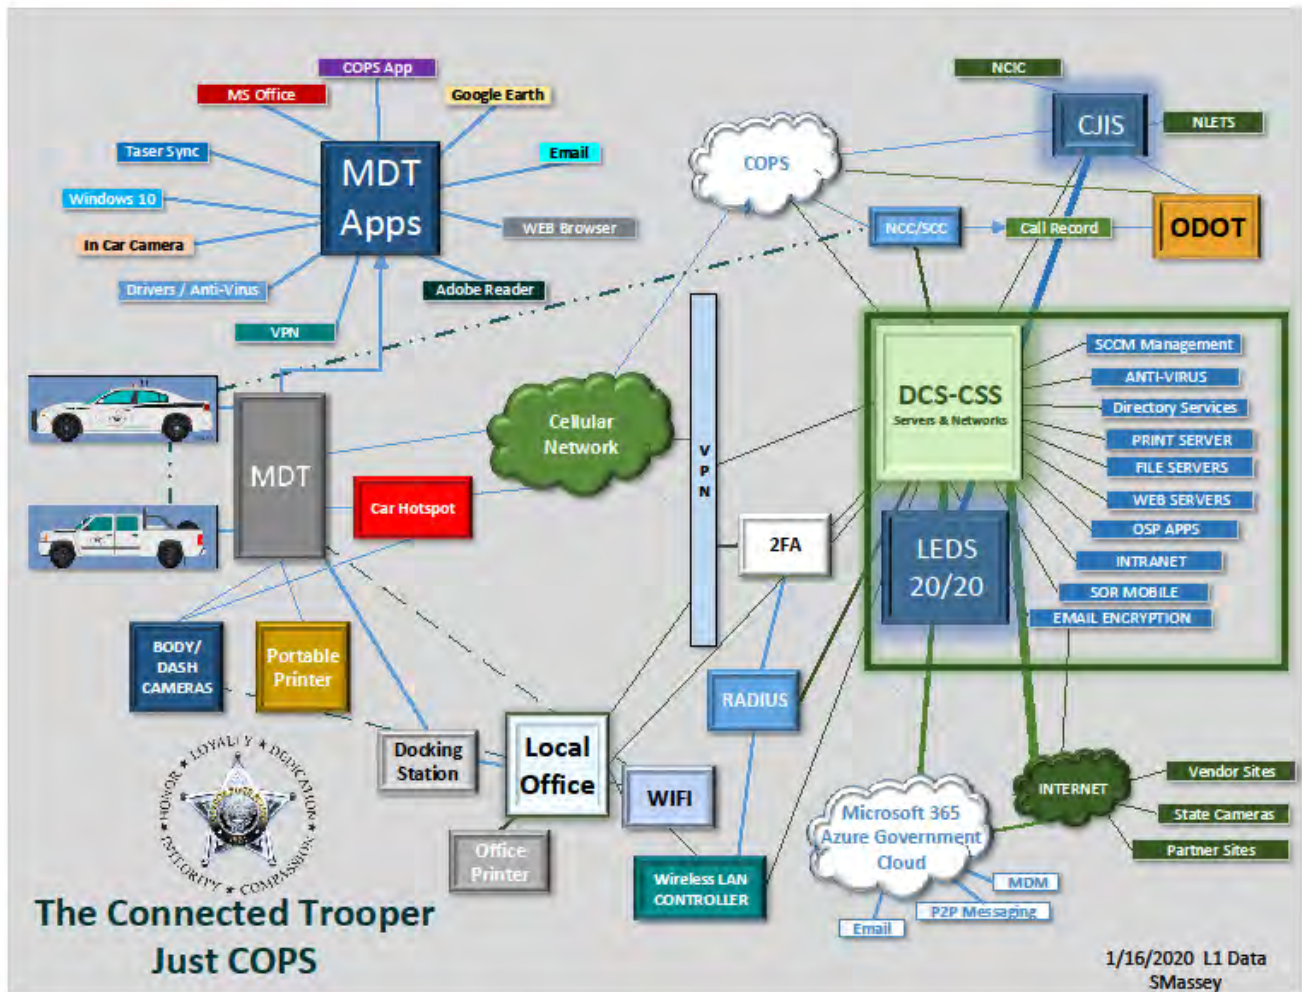 COPS App
MS Office
Google Earth
Taser Sync
MDT
Apps
Email
Windows 10
WEB Browser
In Car Camera
Drivers / Anti-Virus
Adobe Reader
VPN
NCIC
CJIS
NLETS
COPS
NCC/SCC
Call Record
ODOT
MDT
Car Hotspot
Cellular
Network
VPN
DCS-CSS
Servers & Networks
SCCM Management
ANTI-VIRUS
Directory Services
PRINT SERVER
FILE SERVERS
WEB SERVERS
OSP APPS
INTRANET
SOR MOBILE
EMAIL ENCRYPTION
LEDS
20/20
2FA
BODY/
DASH
CAMERAS
Portable
Printer
RADIUS
Docking
Station
Local
Office
WIFI
Office
Printer
Wireless LAN
CONTROLLER
INTERNET
Vendor Sites
State Cameras
Partner Sites
Microsoft 365
Azure Government
Cloud
MDM
P2P Messaging
Email
HONOR ★ LOYALTY ★ DEDICATION
INTEGRITY ★ COMPASSION
The Connected Trooper
Just COPS
1/16/2020 L1 Data
SMassey